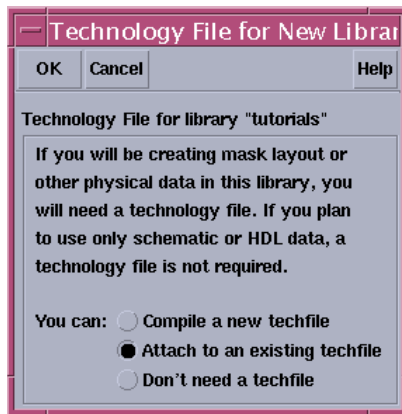 Technology File for New Librar
OK Cancel Help
Technology File for library "tutorials"
If you will be creating mask layout or
other physical data in this library, you
will need a technology file. If you plan
to use only schematic or HDL data, a
technology file is not required.
You can: Compile a new techfile
Attach to an existing techfile
Don't need a techfile